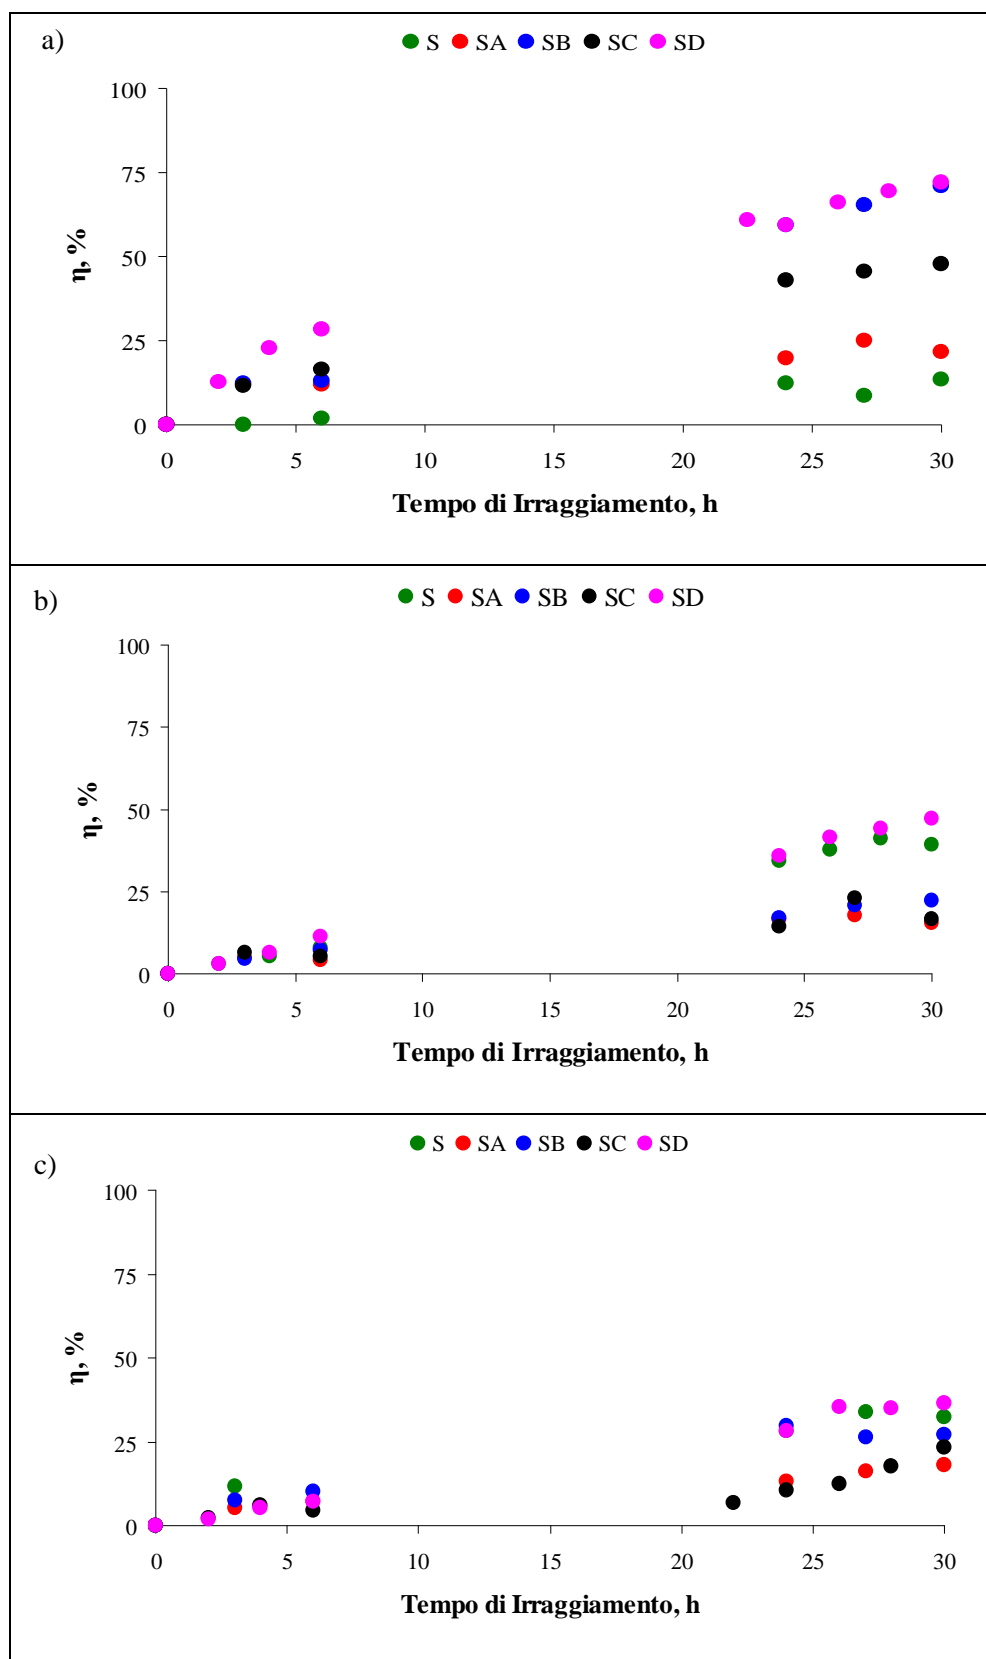 a)
S SA SB SC SD
100
75
50
25
0
η, %
0 5 10 15 20 25 30
Tempo di Irraggiamento, h
b)
S SA SB SC SD
100
75
50
25
0
η, %
0 5 10 15 20 25 30
Tempo di Irraggiamento, h
c)
S SA SB SC SD
100
75
50
25
0
η, %
0 5 10 15 20 25 30
Tempo di Irraggiamento, h